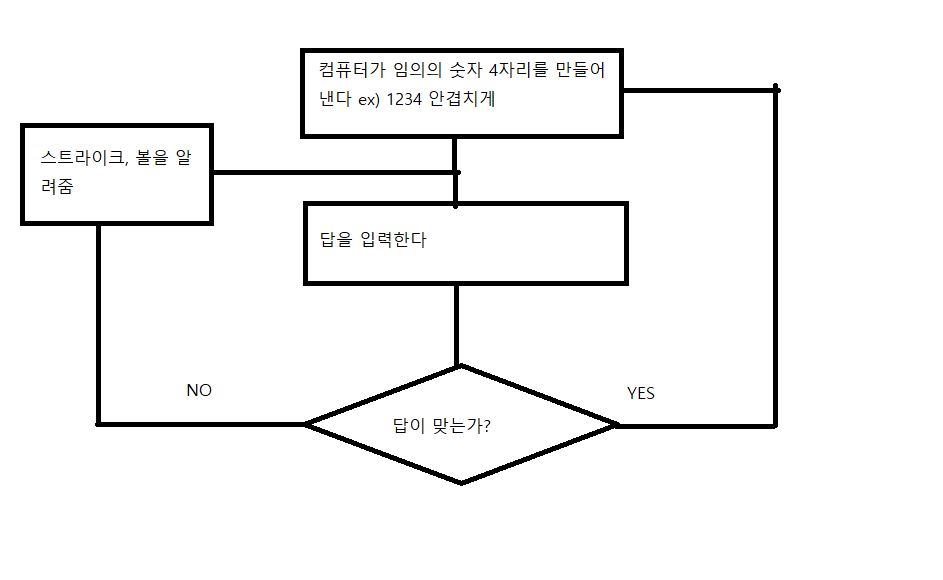 컴퓨터가 임의의 숫자 4자리를 만들어
낸다 ex) 1234 안겹치게
스트라이크, 볼을 알
려줌
답을 입력한다
NO
YES
답이 맞는가?